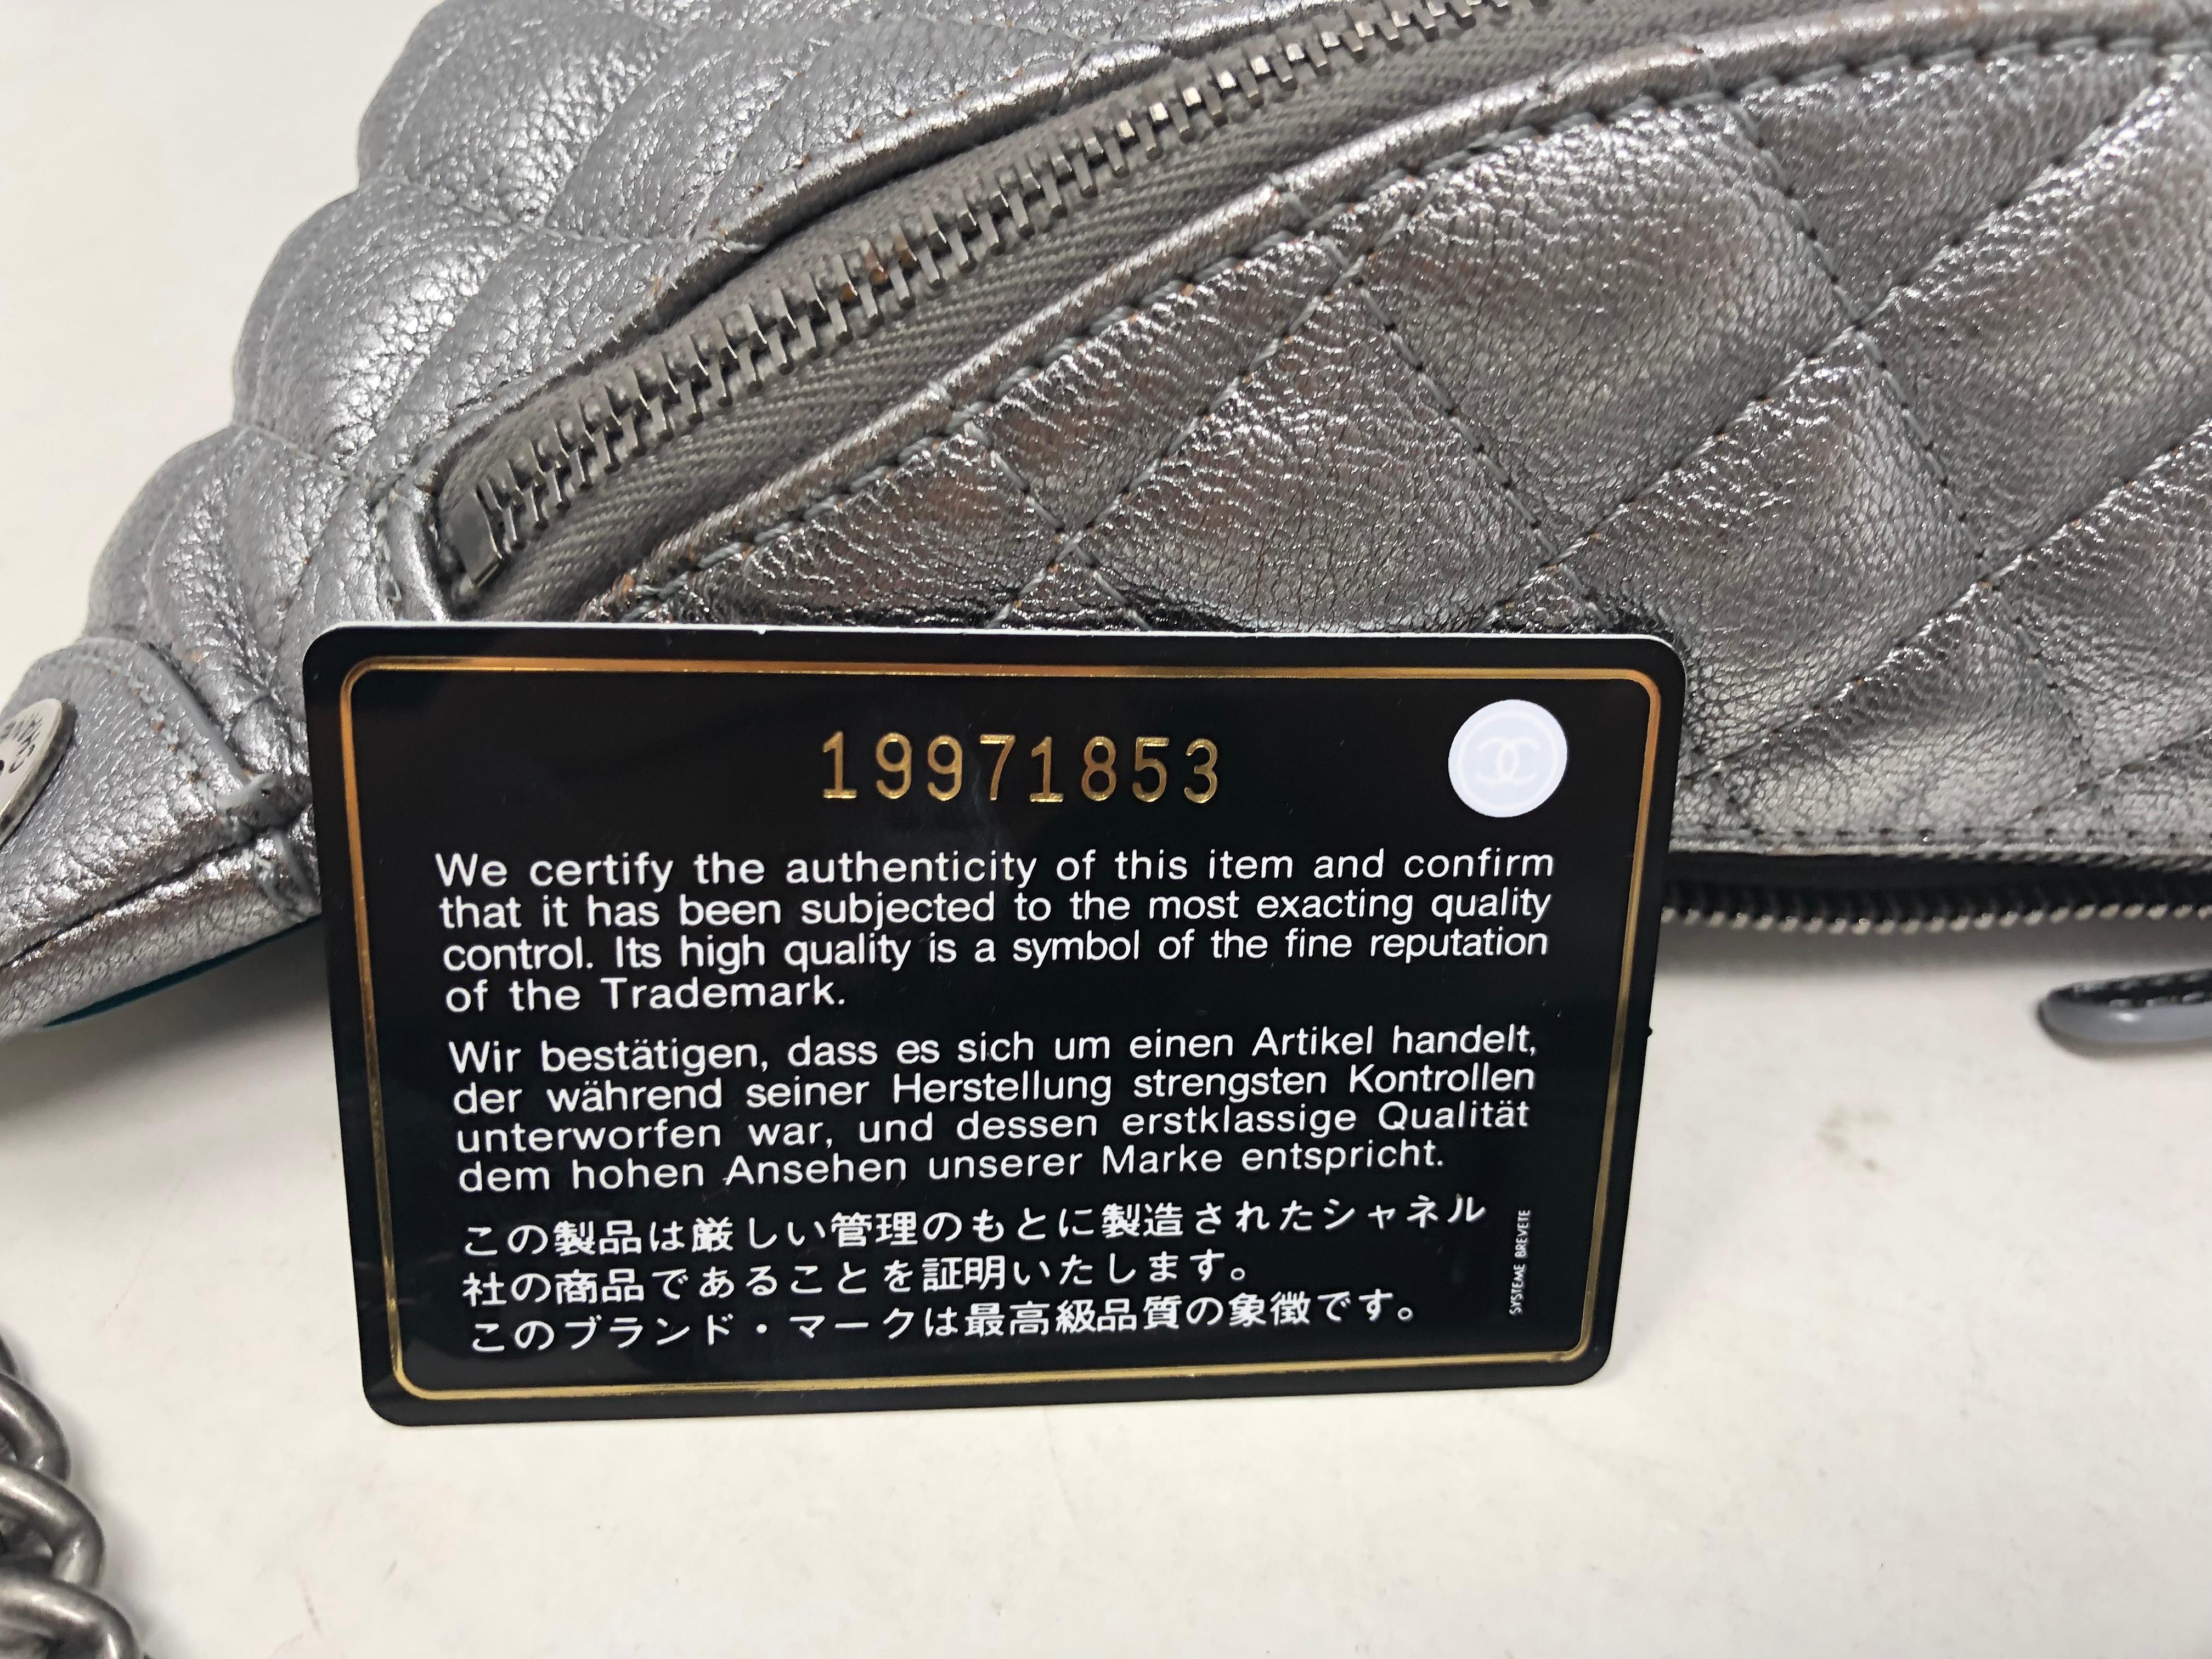 19971853
We certify the authenticity of this item and confirm
that it has been subjected to the most exacting quality
control. Its high quality is a symbol of the fine reputation
of the Trademark.
Wir bestätigen, dass es sich um einen Artikel handelt,
der während seiner Herstellung strengsten Kontrollen
unterworfen war, und dessen erstklassige Qualität
dem hohen Ansehen unserer Marke entspricht.
この製品は厳しい管理のもとに製造されたシャネル
社の商品であることを証明いたします。
このブランド・マークは最高級品質の象徴です。
SYSTEME BREVETE